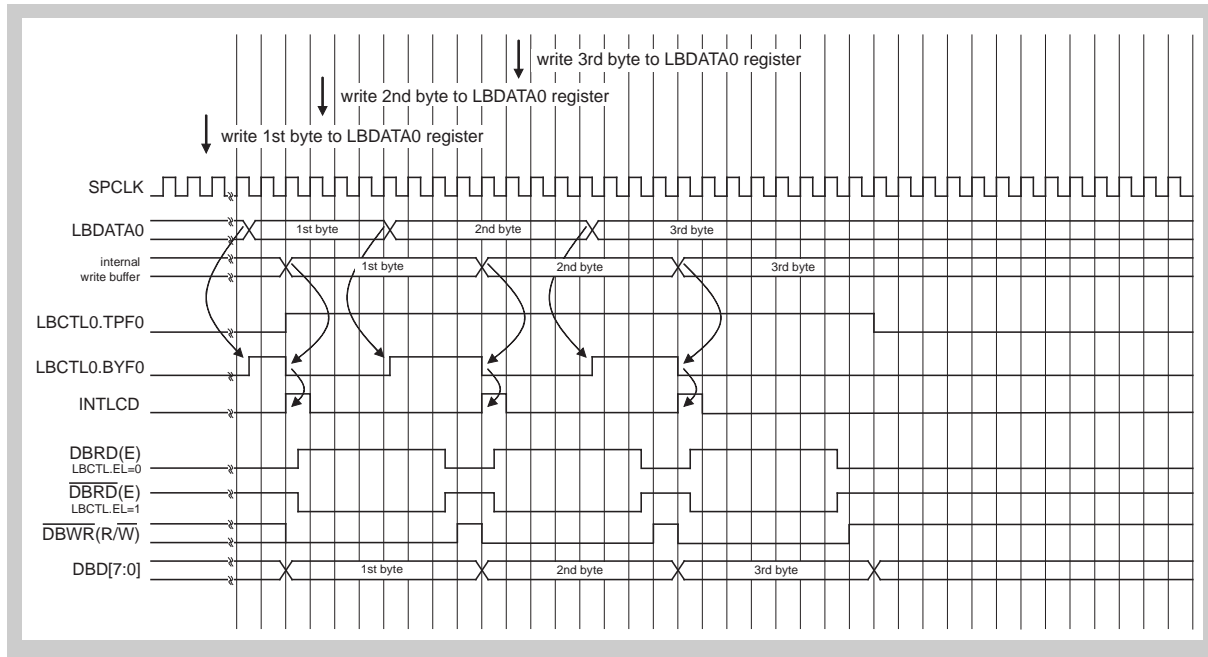 write 3rd byte to LBDATA0 register
write 2nd byte to LBDATA0 register
write 1st byte to LBDATA0 register
SPCLK
LBDATA0
1st byte
2nd byte
3rd byte
internal
write buffer
1st byte
2nd byte
3rd byte
LBCTL0.TPF0
LBCTL0.BYF0
INTLCD
DBRD(E)
LBCTL.EL=0
DBRD(E)
LBCTL.EL=1
DBWR(R/W)
DBD[7:0]
1st byte
2nd byte
3rd byte